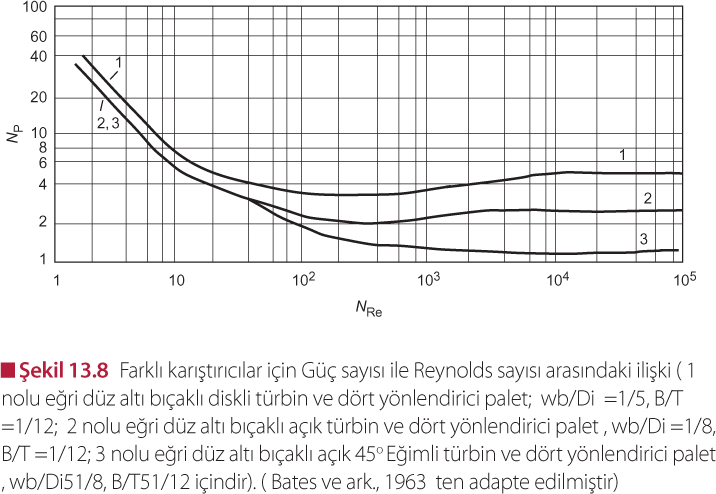 100
60
40
20
10
8
6
4
2
1
N_P
1
2, 3
1
2
3
1 10 10² 10³ 10⁴ 10⁵
N_Re
Şekil 13.8 Farklı karıştırıcılar için Güç sayısı ile Reynolds sayısı arasındaki ilişki ( 1
nolu eğri düz altı bıçaklı diskli türbin ve dört yönlendirici palet; wb/Di =1/5, B/T
=1/12; 2 nolu eğri düz altı bıçaklı açık türbin ve dört yönlendirici palet , wb/Di =1/8,
B/T =1/12; 3 nolu eğri düz altı bıçaklı açık 45º Eğimli türbin ve dört yönlendirici palet
, wb/Di51/8, B/T51/12 içindir). ( Bates ve ark., 1963 ten adapte edilmiştir)